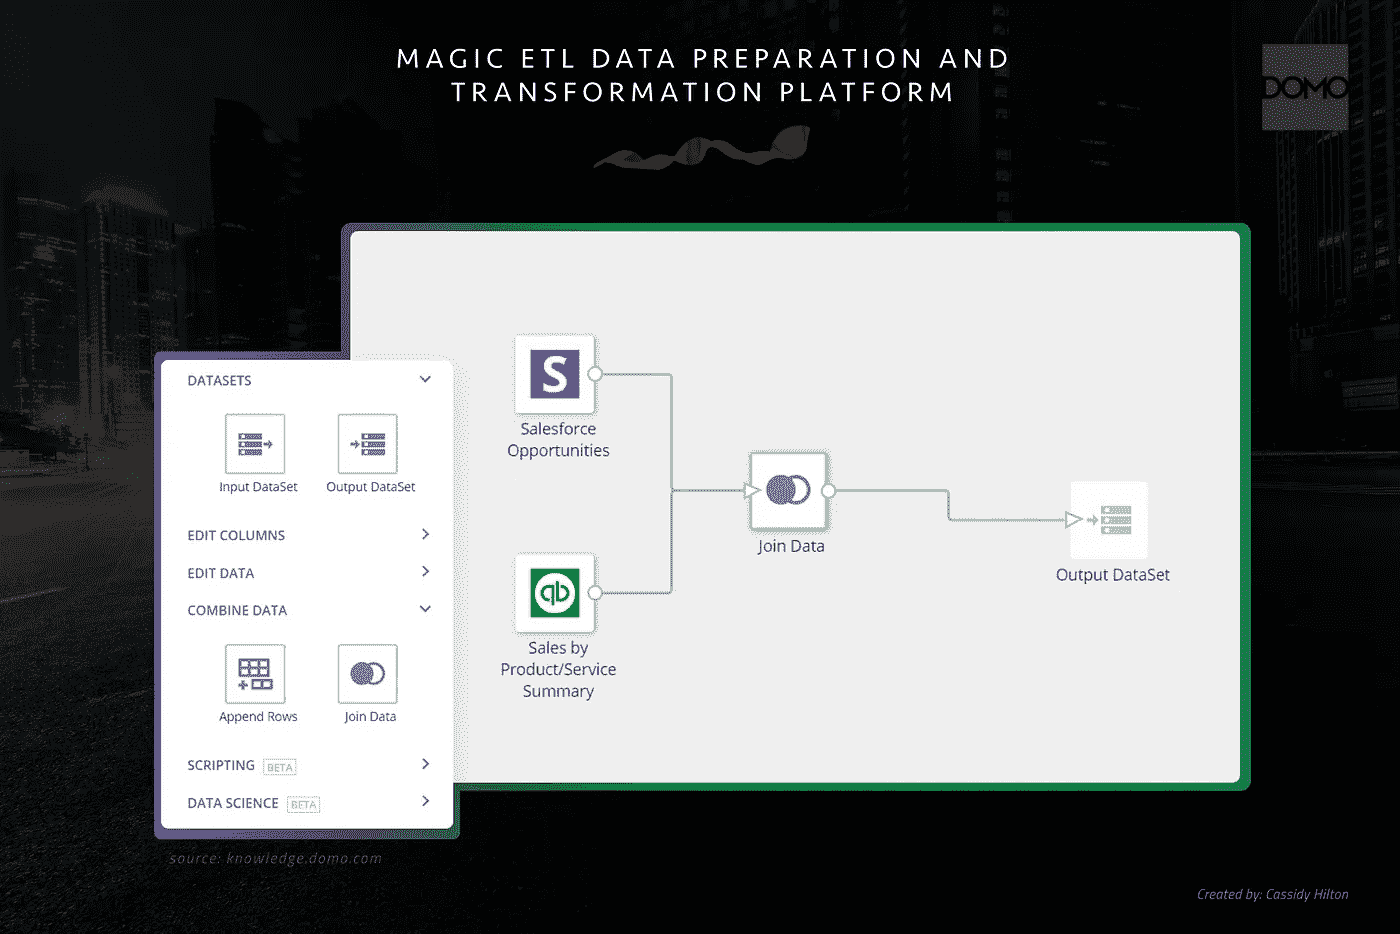 MAGIC ETL DATA PREPARATION AND
TRANSFORMATION PLATFORM
DOMO
DATASETS
Input DataSet
Output DataSet
EDIT COLUMNS
EDIT DATA
COMBINE DATA
Append Rows
Join Data
SCRIPTING BETA
DATA SCIENCE BETA
S
Salesforce
Opportunities
qb
Sales by
Product/Service
Summary
Join Data
Output DataSet
source: knowledge.domo.com
Created by: Cassidy Hilton